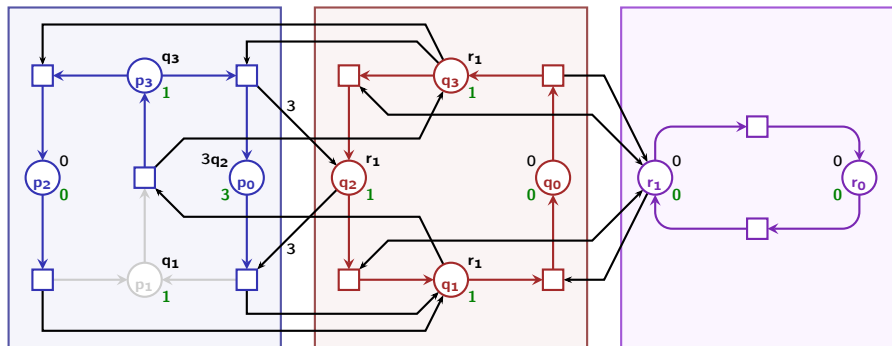 q₃ r₁
p₃ q₃
1 1
3
0 3q₂ r₁ 0 0 0
p₂ p₀ q₂ q₀ r₁ r₀
0 3 1 0 0 0
3
q₁ r₁
p₁ q₁
1 1